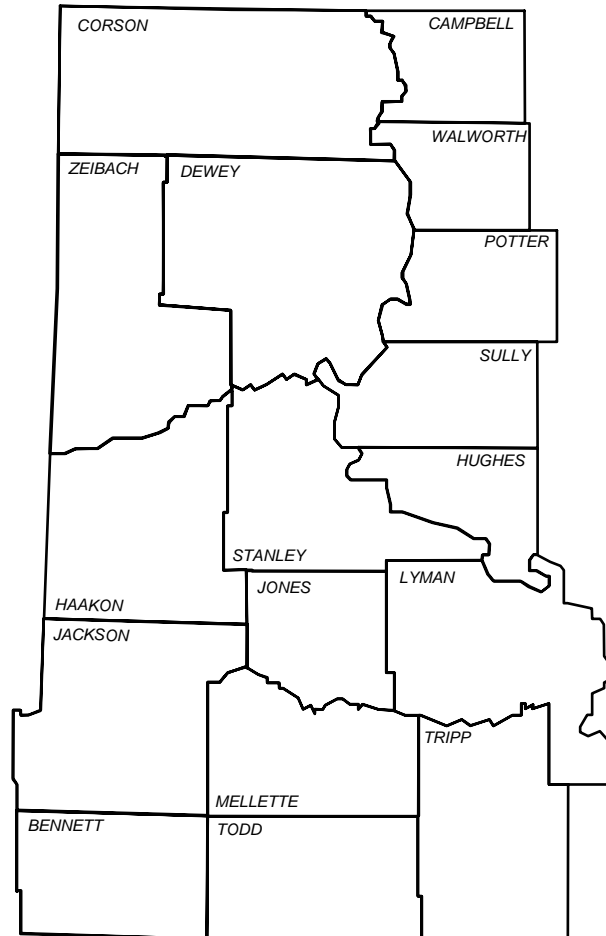 CORSON
CAMPBELL
WALWORTH
ZEIBACH
DEWEY
POTTER
SULLY
HUGHES
STANLEY
LYMAN
JONES
HAAKON
JACKSON
TRIPP
MELLETTE
BENNETT
TODD